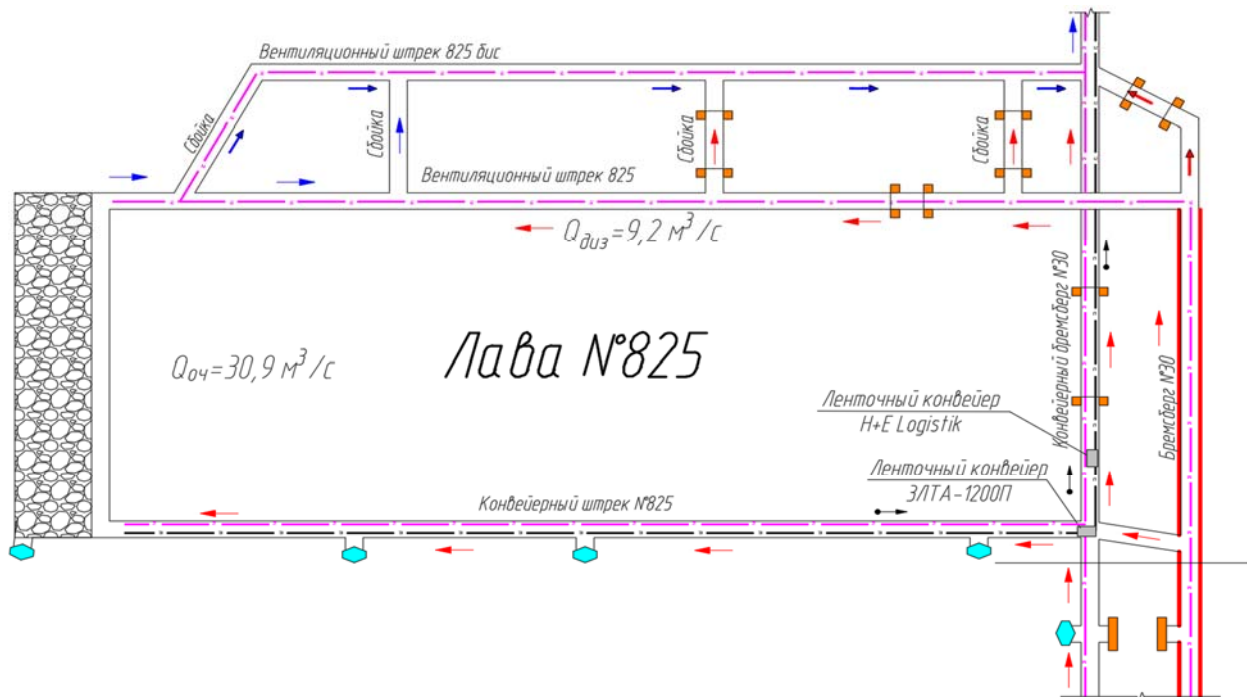 Вентиляционный штрек 825 бис
Сбойка
Сбойка
Сбойка
Сбойка
Вентиляционный штрек 825
Qдиз=9,2 м³/с
Qоч=30,9 м³/с
Лава №825
Конвейерный бремсберг №30
Бремсберг №30
Ленточный конвейер
H+E Logistik
Ленточный конвейер
3ЛТА-1200П
Конвейерный штрек №825